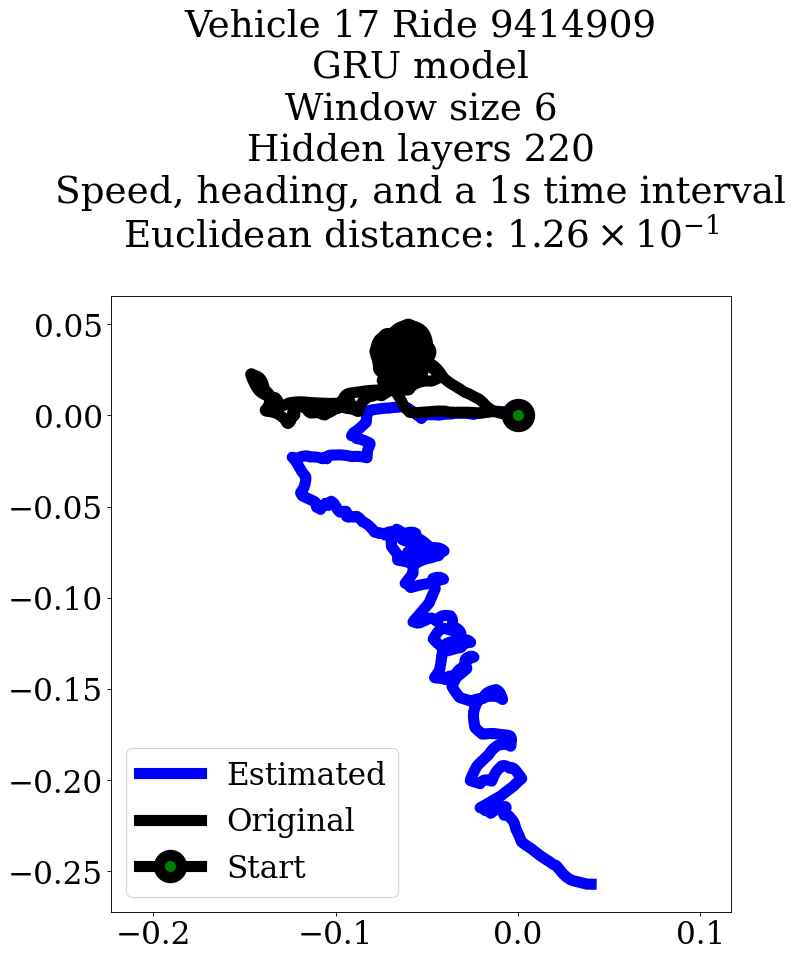 Vehicle 17 Ride 9414909
GRU model
Window size 6
Hidden layers 220
Speed, heading, and a 1s time interval
Euclidean distance: 1.26 × 10⁻¹
0.05
0.00
−0.05
−0.10
−0.15
−0.20
−0.25
Estimated
Original
Start
−0.2 −0.1 0.0 0.1